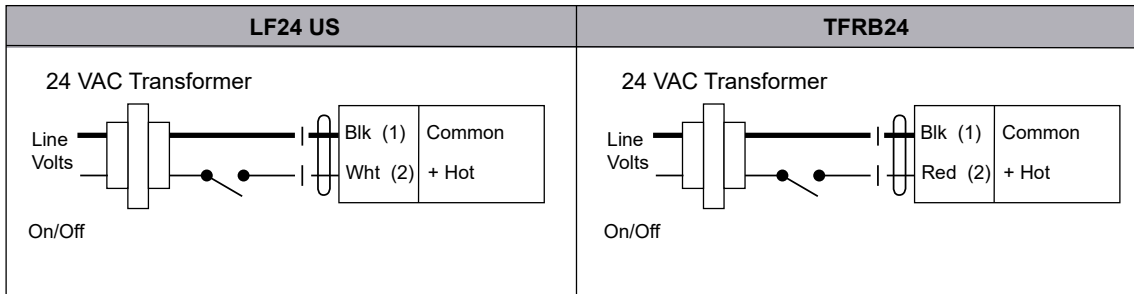 LF24 US
24 VAC Transformer
Line
Volts
Blk (1) Common
Wht (2) + Hot
On/Off
TFRB24
24 VAC Transformer
Line
Volts
Blk (1) Common
Red (2) + Hot
On/Off